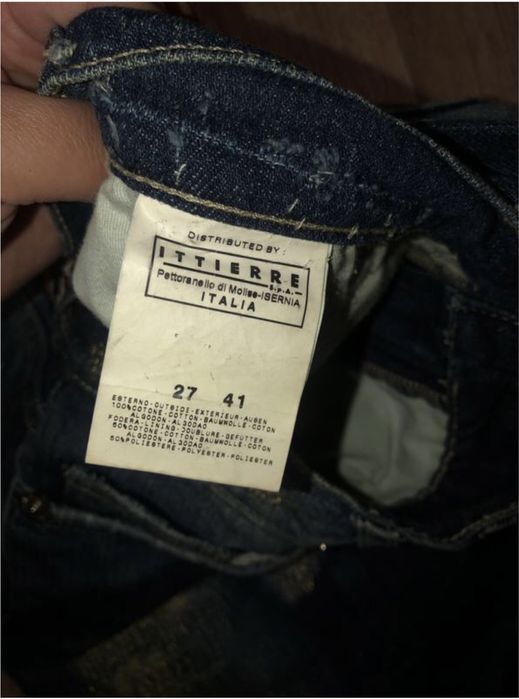 DISTRIBUTED BY:
ITTIERRE
S.p.A.
Pettoranello di Molise-ISERNIA
ITALIA
27 41
ESTERNO-OUTSIDE-EXTERIEUR-AUßEN
100%COTONE-COTTON-BAUMWOLLE-COTON
ALGODON-ALGODAO
FODERA-LINING-DOUBLURE-GEFUTTER
50%COTONE-COTTON-BAUMWOLLE-COTON
ALGODON-ALGODAO
50%POLIESTERE-POLYESTER-POLIESTER